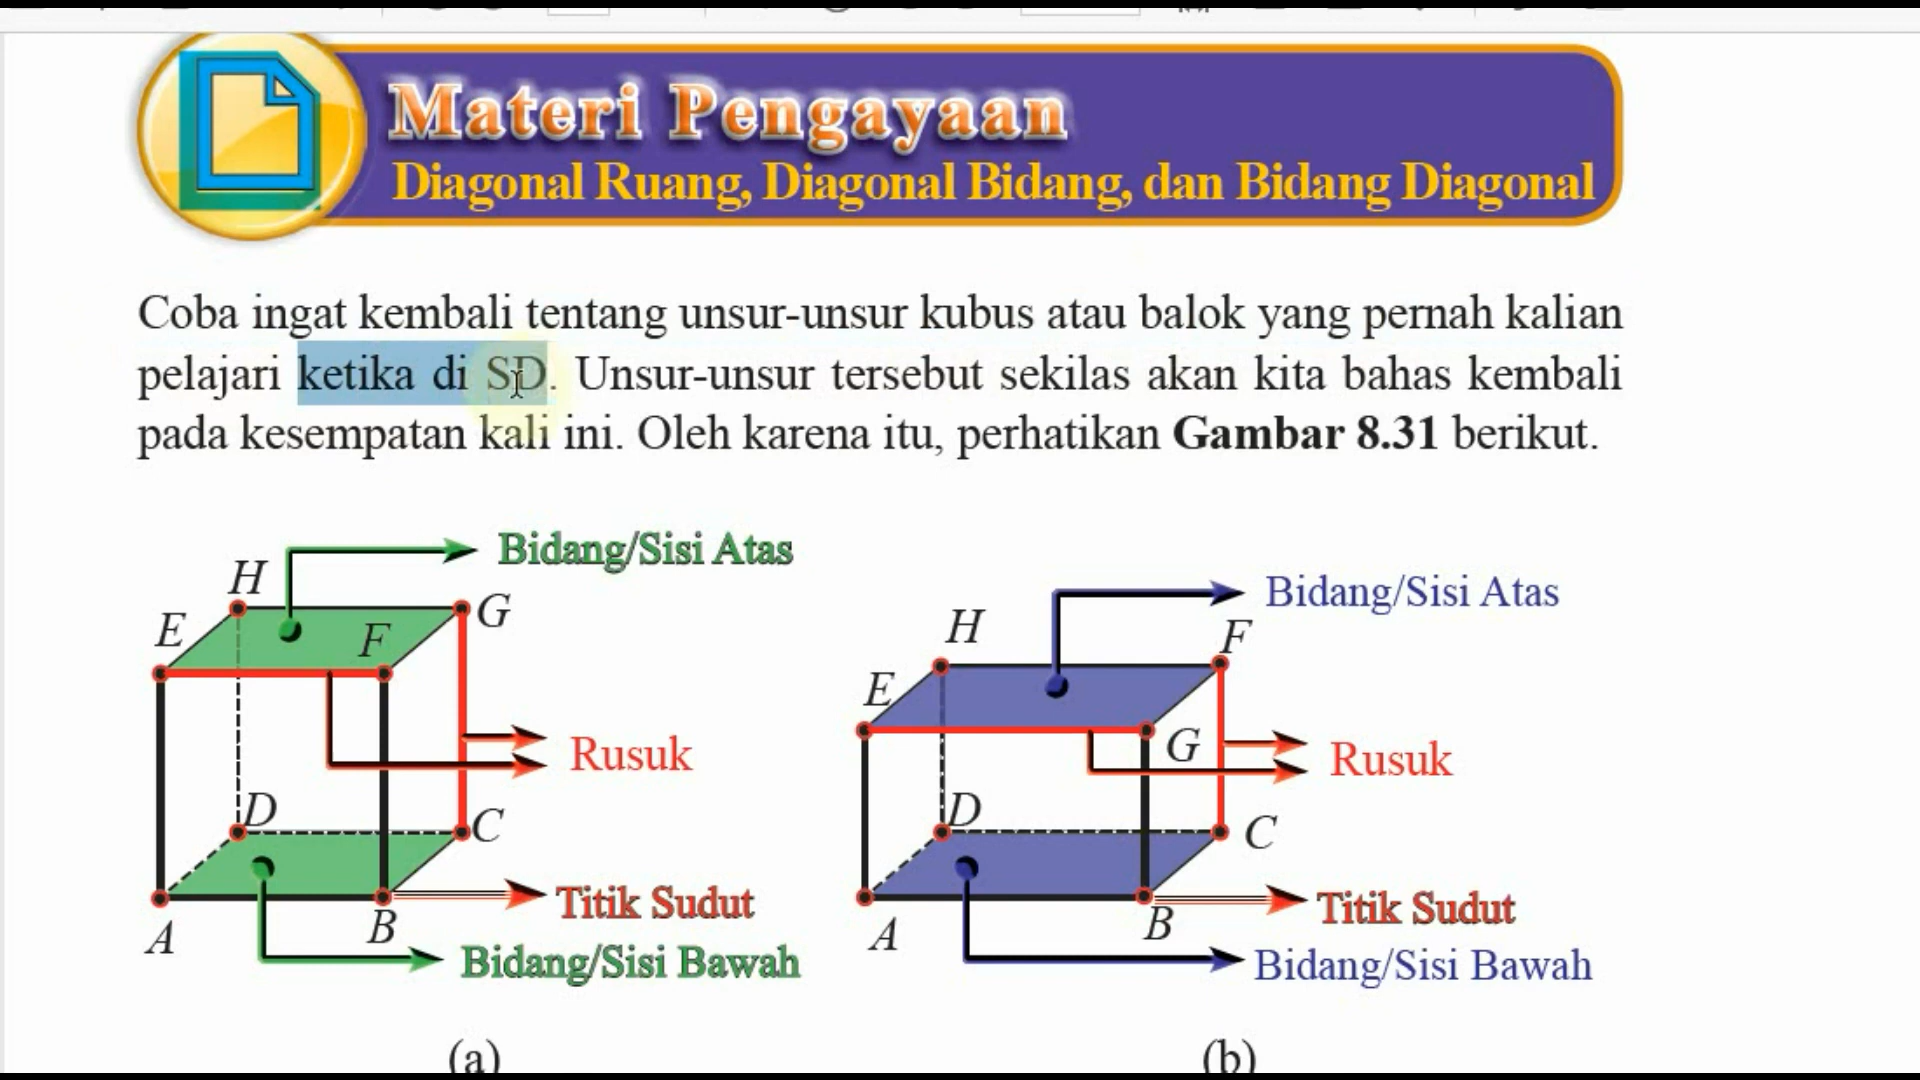 Materi Pengayaan
Diagonal Ruang, Diagonal Bidang, dan Bidang Diagonal
Coba ingat kembali tentang unsur-unsur kubus atau balok yang pernah kalian
pelajari ketika di SD. Unsur-unsur tersebut sekilas akan kita bahas kembali
pada kesempatan kali ini. Oleh karena itu, perhatikan Gambar 8.31 berikut.
Bidang/Sisi Atas
H
G
E
F
Rusuk
D
C
Titik Sudut
A
B
Bidang/Sisi Bawah
(a)
Bidang/Sisi Atas
H
F
E
G
Rusuk
D
C
Titik Sudut
A
B
Bidang/Sisi Bawah
(b)